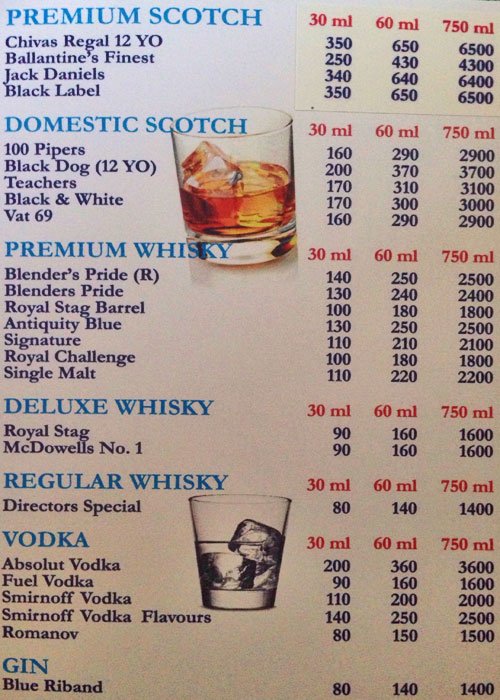 PREMIUM SCOTCH 30 ml 60 ml 750 ml
Chivas Regal 12 YO 350 650 6500
Ballantine's Finest 250 430 4300
Jack Daniels 340 640 6400
Black Label 350 650 6500
DOMESTIC SCOTCH 30 ml 60 ml 750 ml
100 Pipers 160 290 2900
Black Dog (12 YO) 200 370 3700
Teachers 170 310 3100
Black & White 170 300 3000
Vat 69 160 290 2900
PREMIUM WHISKY 30 ml 60 ml 750 ml
Blender's Pride (R) 140 250 2500
Blenders Pride 130 240 2400
Royal Stag Barrel 100 180 1800
Antiquity Blue 130 250 2500
Signature 110 210 2100
Royal Challenge 100 180 1800
Single Malt 110 220 2200
DELUXE WHISKY 30 ml 60 ml 750 ml
Royal Stag 90 160 1600
McDowells No. 1 90 160 1600
REGULAR WHISKY 30 ml 60 ml 750 ml
Directors Special 80 140 1400
VODKA 30 ml 60 ml 750 ml
Absolut Vodka 200 360 3600
Fuel Vodka 90 160 1600
Smirnoff Vodka 110 200 2000
Smirnoff Vodka Flavours 140 250 2500
Romanov 80 150 1500
GIN
Blue Riband 80 140 1400